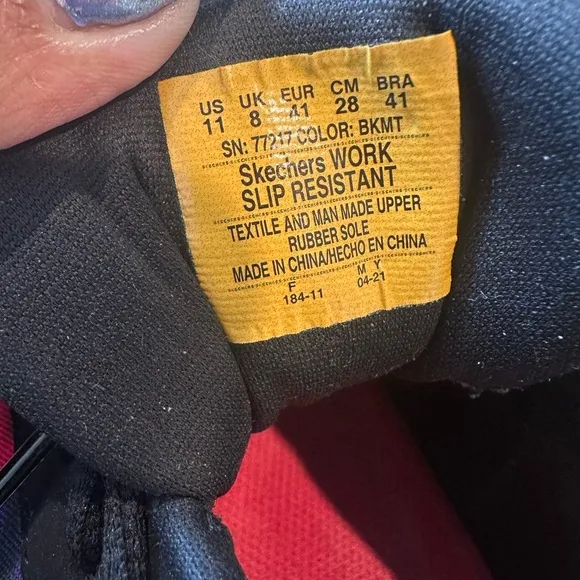 US UK EUR CM BRA
11 8 41 28 41
SN: 77217 COLOR: BKMT
Skechers WORK
SLIP RESISTANT
TEXTILE AND MAN MADE UPPER
RUBBER SOLE
MADE IN CHINA/HECHO EN CHINA
F M Y
184-11 04-21